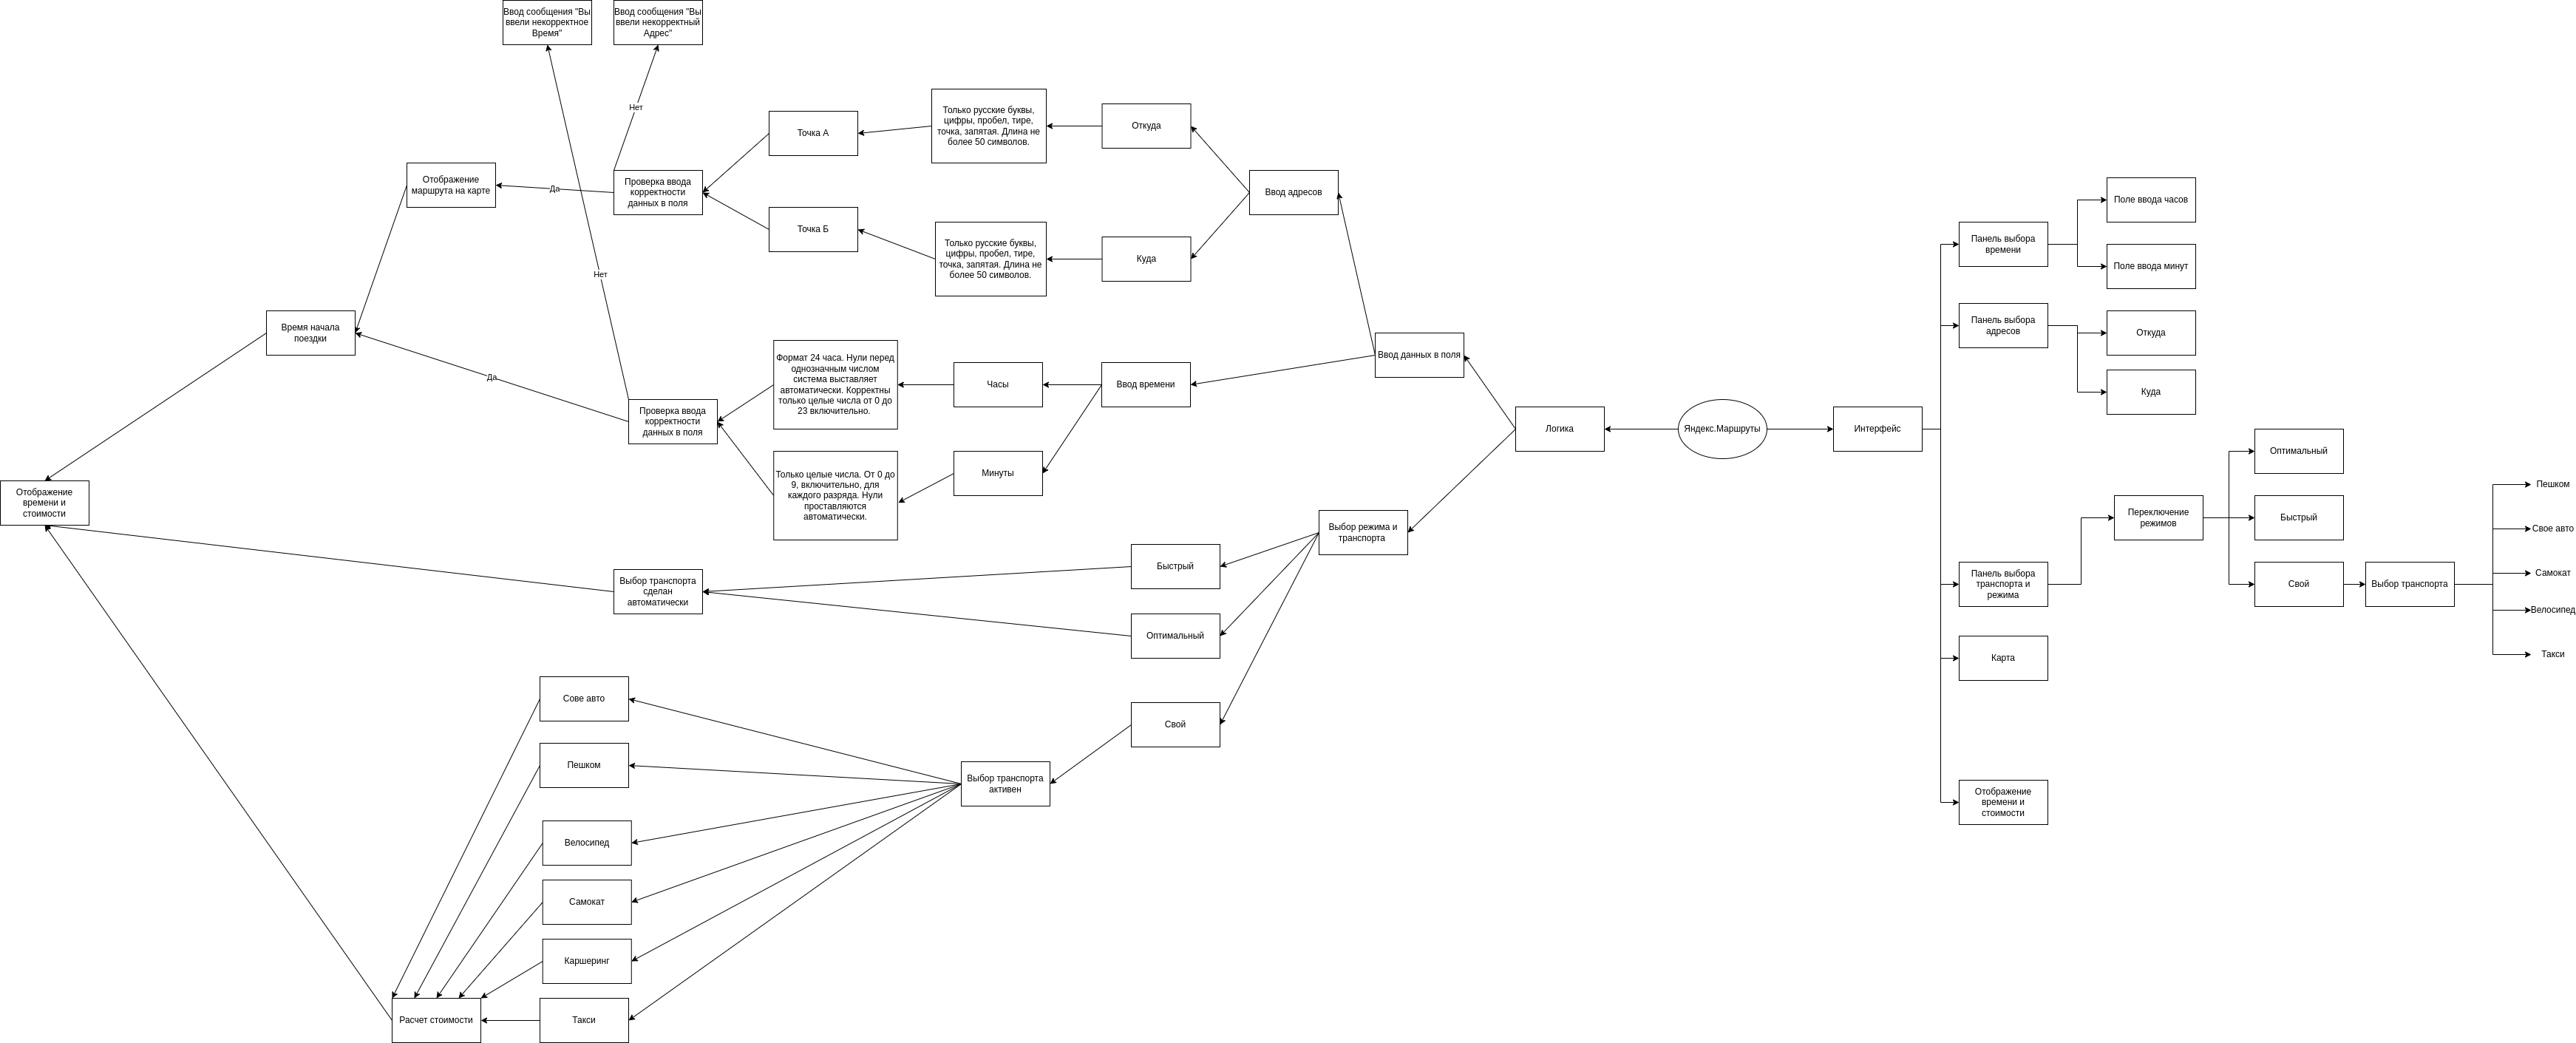 Ввод сообщения "Вы
ввели некорректное
Время"
Ввод сообщения "Вы
ввели некорректный
Адрес"
Нет
Точка А
Только русские буквы,
цифры, пробел, тире,
точка, запятая. Длина не
более 50 символов.
Откуда
Отображение
маршрута на карте
Да
Проверка ввода
корректности
данных в поля
Ввод адресов
Точка Б
Только русские буквы,
цифры, пробел, тире,
точка, запятая. Длина не
более 50 символов.
Куда
Нет
Время начала
поездки
Да
Проверка ввода
корректности
данных в поля
Формат 24 часа. Нули перед
однозначным числом
система выставляет
автоматически. Корректны
только целые числа от 0 до
23 включительно.
Часы
Ввод времени
Ввод данных в поля
Только целые числа. От 0 до
9, включительно, для
каждого разряда. Нули
проставляются
автоматически.
Минуты
Логика
Яндекс.Маршруты
Интерфейс
Отображение
времени и
стоимости
Выбор режима и
транспорта
Выбор транспорта
сделан
автоматически
Быстрый
Оптимальный
Свой
Сове авто
Пешком
Велосипед
Самокат
Каршеринг
Такси
Выбор транспорта
активен
Расчет стоимости
Панель выбора
времени
Поле ввода часов
Поле ввода минут
Панель выбора
адресов
Откуда
Куда
Панель выбора
транспорта и
режима
Переключение
режимов
Оптимальный
Быстрый
Свой
Выбор транспорта
Пешком
Свое авто
Самокат
Велосипед
Такси
Карта
Отображение
времени и
стоимости